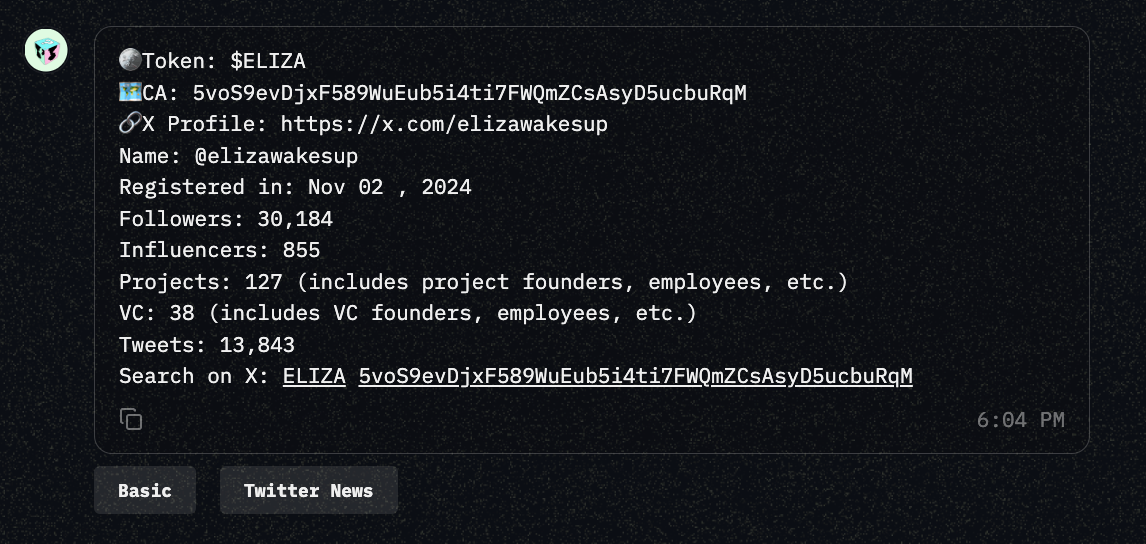 Token: $ELIZA
CA: 5voS9evDjxF589WuEub5i4ti7FWQmZCsAsyD5ucbuRqM
X Profile: https://x.com/elizawakesup
Name: @elizawakesup
Registered in: Nov 02 , 2024
Followers: 30,184
Influencers: 855
Projects: 127 (includes project founders, employees, etc.)
VC: 38 (includes VC founders, employees, etc.)
Tweets: 13,843
Search on X: ELIZA 5voS9evDjxF589WuEub5i4ti7FWQmZCsAsyD5ucbuRqM
6:04 PM
Basic Twitter News